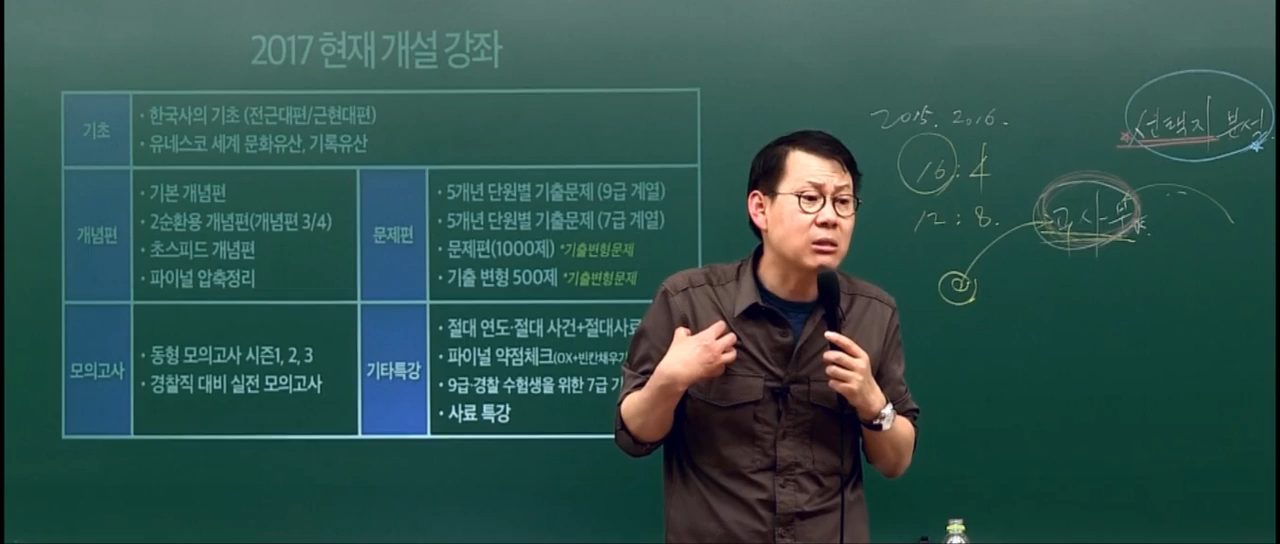 2017 현재 개설 강좌
기초
· 한국사의 기초 (전근대편/근현대편)
· 유네스코 세계 문화유산, 기록유산
개념편
· 기본 개념편
· 2순환용 개념편(개념편 3/4)
· 초스피드 개념편
· 파이널 압축정리
문제편
· 5개년 단원별 기출문제 (9급 계열)
· 5개년 단원별 기출문제 (7급 계열)
· 문제편(1000제) *기출변형문제
· 기출 변형 500제 *기출변형문제
모의고사
· 동형 모의고사 시즌1, 2, 3
· 경찰직 대비 실전 모의고사
기타특강
· 절대 연도·절대 사건+절대사료
· 파이널 약점체크(OX+빈칸채우기
· 9급·경찰 수험생을 위한 7급
· 사료 특강
2015. 2016.
16:4
12:8.
선택지 분석